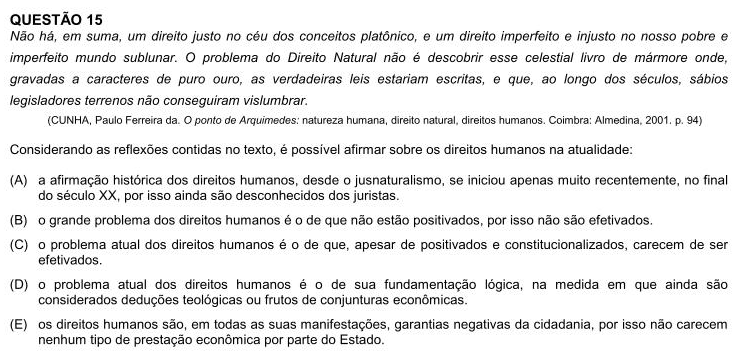 QUESTÃO 15
Não há, em suma, um direito justo no céu dos conceitos platônico, e um direito imperfeito e injusto no nosso pobre e
imperfeito mundo sublunar. O problema do Direito Natural não é descobrir esse celestial livro de mármore onde,
gravadas a caracteres de puro ouro, as verdadeiras leis estariam escritas, e que, ao longo dos séculos, sábios
legisladores terrenos não conseguiram vislumbrar.
(CUNHA, Paulo Ferreira da. O ponto de Arquimedes: natureza humana, direito natural, direitos humanos. Coimbra: Almedina, 2001. p. 94)
Considerando as reflexões contidas no texto, é possível afirmar sobre os direitos humanos na atualidade:
(A) a afirmação histórica dos direitos humanos, desde o jusnaturalismo, se iniciou apenas muito recentemente, no final
do século XX, por isso ainda são desconhecidos dos juristas.
(B) o grande problema dos direitos humanos é o de que não estão positivados, por isso não são efetivados.
(C) o problema atual dos direitos humanos é o de que, apesar de positivados e constitucionalizados, carecem de ser
efetivados.
(D) o problema atual dos direitos humanos é o de sua fundamentação lógica, na medida em que ainda são
considerados deduções teológicas ou frutos de conjunturas econômicas.
(E) os direitos humanos são, em todas as suas manifestações, garantias negativas da cidadania, por isso não carecem
nenhum tipo de prestação econômica por parte do Estado.